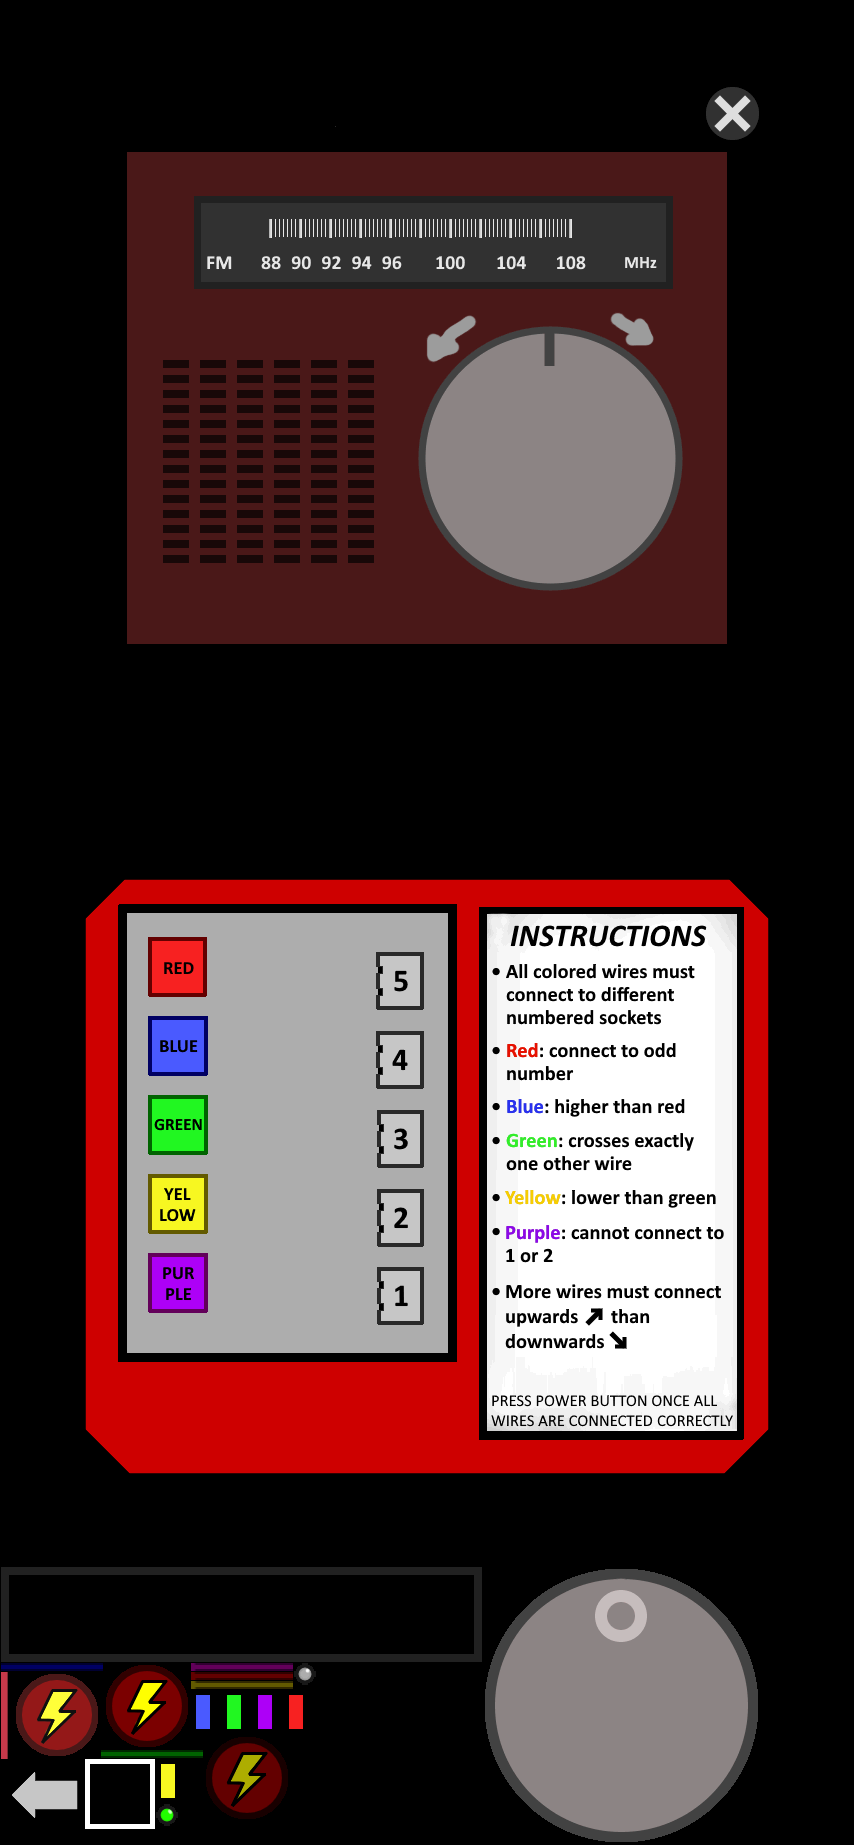 FM 88 90 92 94 96 100 104 108 MHz
RED
BLUE
GREEN
YEL
LOW
PUR
PLE
5
4
3
2
1
INSTRUCTIONS
• All colored wires must
connect to different
numbered sockets
• Red: connect to odd
number
• Blue: higher than red
• Green: crosses exactly
one other wire
• Yellow: lower than green
• Purple: cannot connect to
1 or 2
• More wires must connect
upwards than
downwards
PRESS POWER BUTTON ONCE ALL
WIRES ARE CONNECTED CORRECTLY